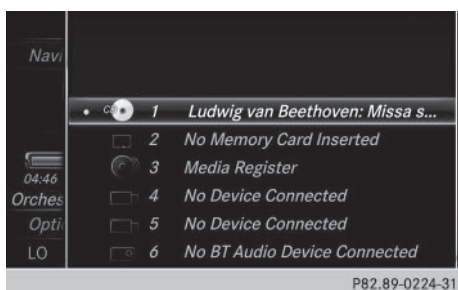 Navi
CD 1 Ludwig van Beethoven: Missa s...
2 No Memory Card Inserted
3 Media Register
04:46
4 No Device Connected
Orches
5 No Device Connected
Opti
6 No BT Audio Device Connected
LO
P82.89-0224-31